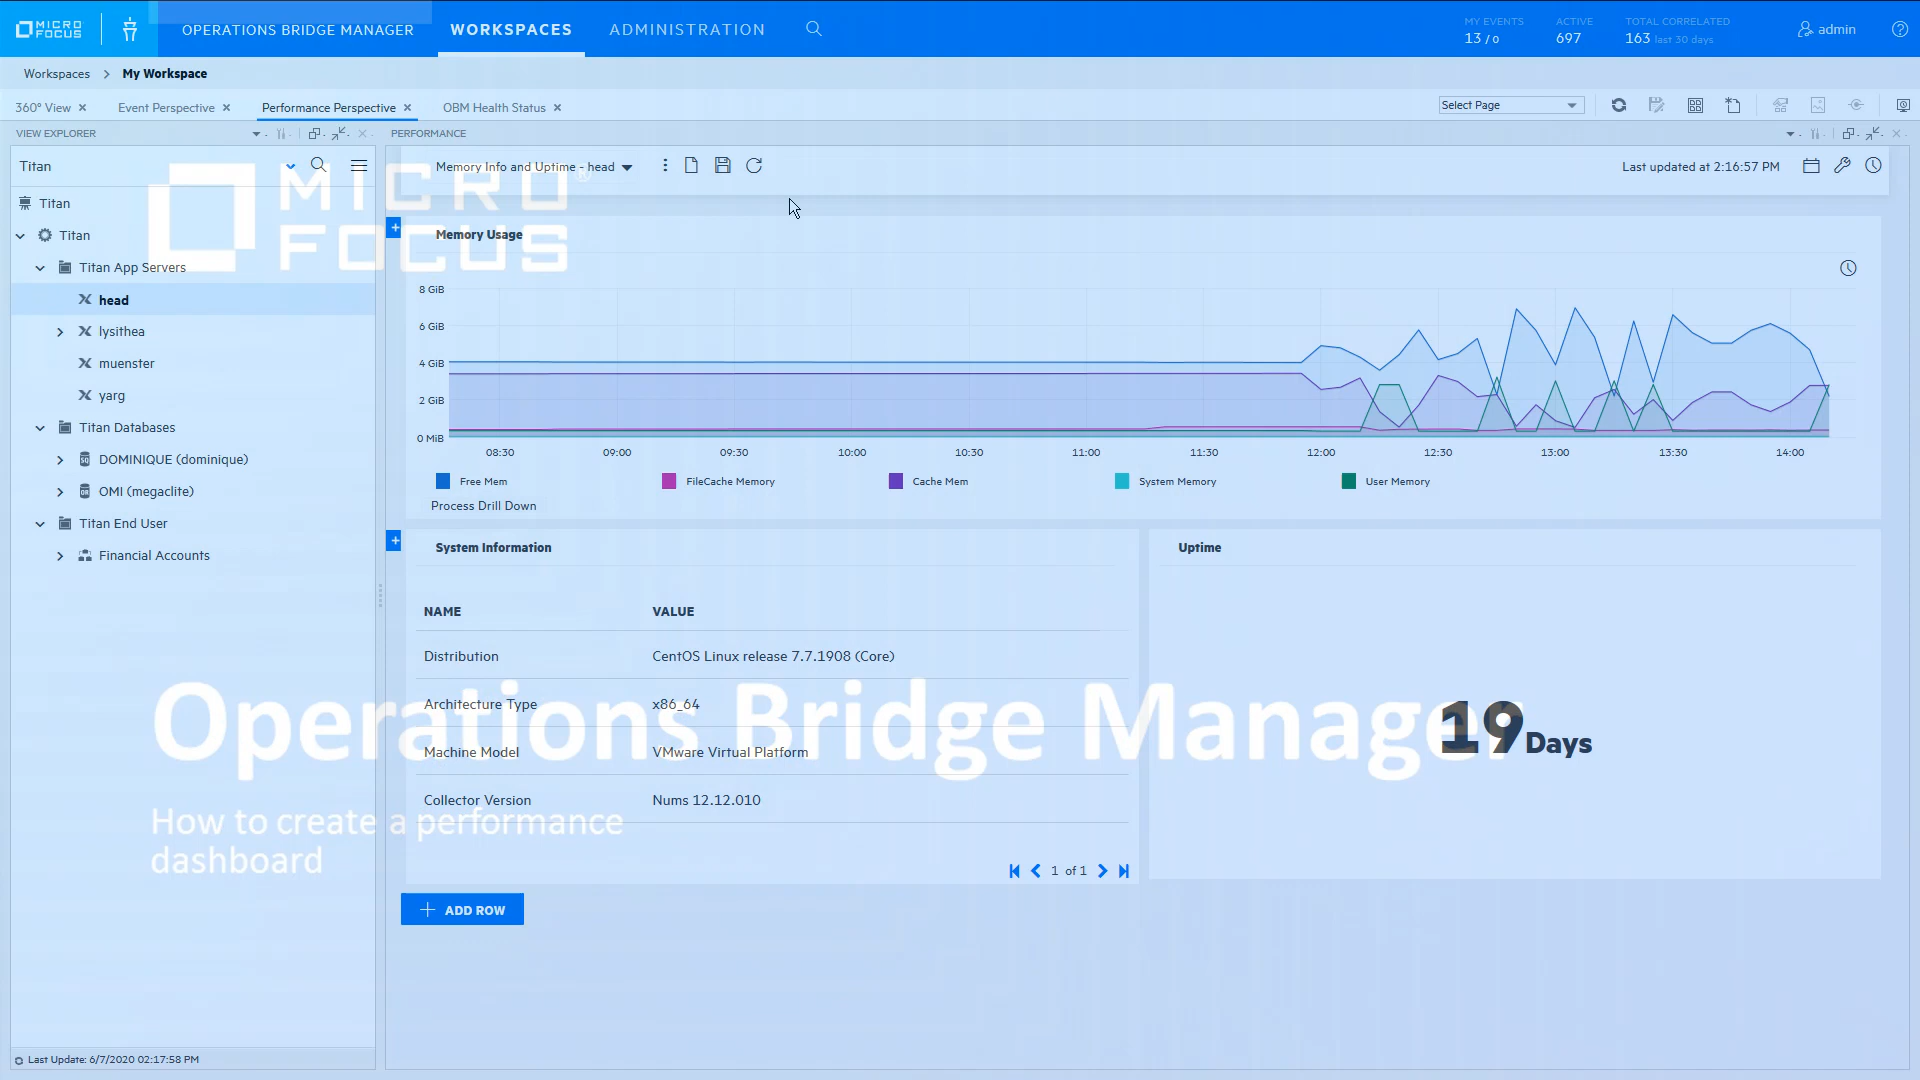 MICRO FOCUS
OPERATIONS BRIDGE MANAGER
WORKSPACES
ADMINISTRATION
MY EVENTS
13 / 0
ACTIVE
697
TOTAL CORRELATED
163 last 30 days
admin
Workspaces > My Workspace
360° View
Event Perspective
Performance Perspective
OBM Health Status
Select Page
VIEW EXPLORER
PERFORMANCE
Titan
Titan
Titan
Titan App Servers
head
lysithea
muenster
yarg
Titan Databases
DOMINIQUE (dominique)
OMI (megaclite)
Titan End User
Financial Accounts
Last Update: 6/7/2020 02:17:58 PM
Memory Info and Uptime - head
Last updated at 2:16:57 PM
Memory Usage
8 GiB
6 GiB
4 GiB
2 GiB
0 MiB
08:30 09:00 09:30 10:00 10:30 11:00 11:30 12:00 12:30 13:00 13:30 14:00
Free Mem FileCache Memory Cache Mem System Memory User Memory
Process Drill Down
System Information
NAME VALUE
Distribution CentOS Linux release 7.7.1908 (Core)
Architecture Type x86_64
Machine Model VMware Virtual Platform
Collector Version Nums 12.12.010
1 of 1
Uptime
19 Days
+ ADD ROW
MICRO
FOCUS
Operations Bridge Manager
How to create a performance
dashboard